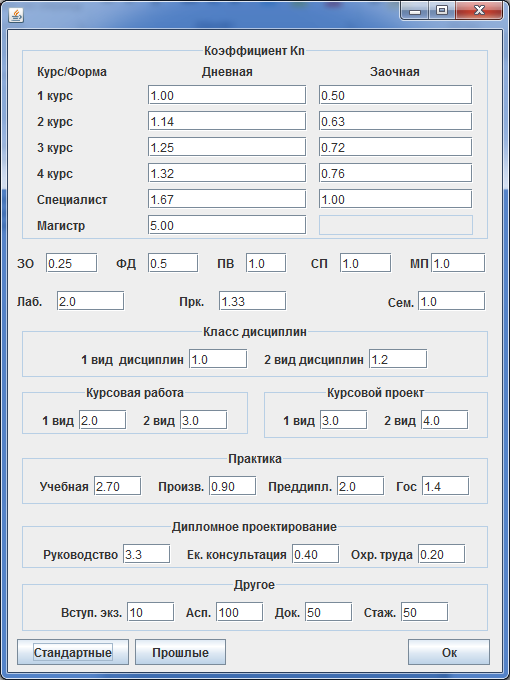 Коэффициент Кп
Курс/Форма Дневная Заочная
1 курс 1.00 0.50
2 курс 1.14 0.63
3 курс 1.25 0.72
4 курс 1.32 0.76
Специалист 1.67 1.00
Магистр 5.00
ЗО 0.25 ФД 0.5 ПВ 1.0 СП 1.0 МП 1.0
Лаб. 2.0 Прк. 1.33 Сем. 1.0
Класс дисциплин
1 вид дисциплин 1.0 2 вид дисциплин 1.2
Курсовая работа Курсовой проект
1 вид 2.0 2 вид 3.0 1 вид 3.0 2 вид 4.0
Практика
Учебная 2.70 Произв. 0.90 Преддипл. 2.0 Гос 1.4
Дипломное проектирование
Руководство 3.3 Ек. консультация 0.40 Охр. труда 0.20
Другое
Вступ. экз. 10 Асп. 100 Док. 50 Стаж. 50
Стандартные Прошлые Ок